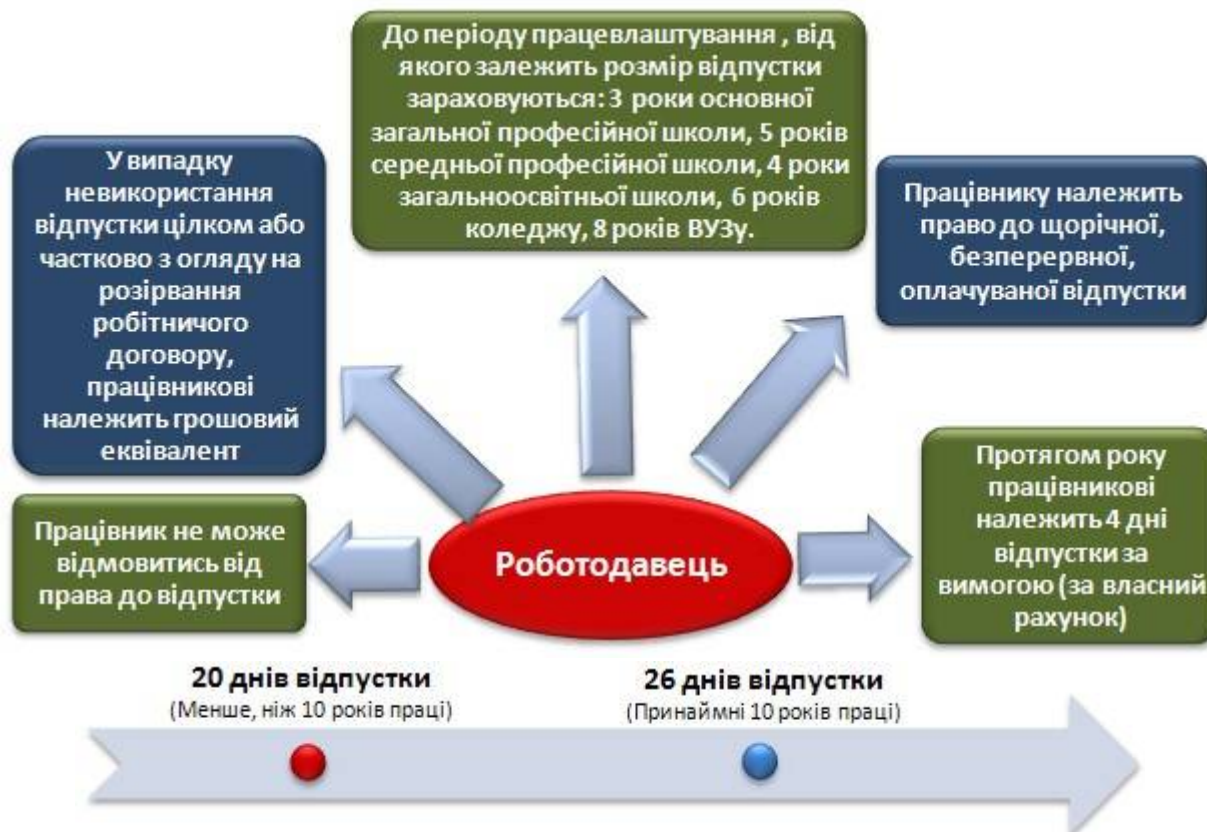 До періоду працевлаштування , від
якого залежить розмір відпустки
зараховуються: 3 роки основної
загальної професійної школи, 5 років
середньої професійної школи, 4 роки
загальноосвітньої школи, 6 років
коледжу, 8 років ВУЗу.
У випадку
невикористання
відпустки цілком або
частково з огляду на
розірвання
робітничого
договору,
працівникові
належить грошовий
еквівалент
Працівнику належить
право до щорічної,
безперервної,
оплачуваної відпустки
Працівник не може
відмовитись від
права до відпустки
Роботодавець
Протягом року
працівникові
належить 4 дні
відпустки за
вимогою (за власний
рахунок)
20 днів відпустки
(Менше, ніж 10 років праці)
26 днів відпустки
(Принаймні 10 років праці)